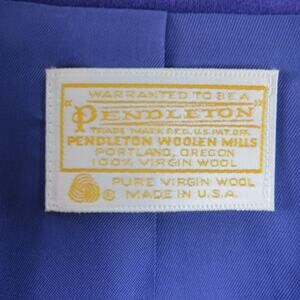 WARRANTED TO BE A
"PENDLETON"
TRADE MARK REG. U.S. PAT. OFF.
PENDLETON WOOLEN MILLS
PORTLAND, OREGON
100% VIRGIN WOOL
PURE VIRGIN WOOL
© MADE IN U.S.A.